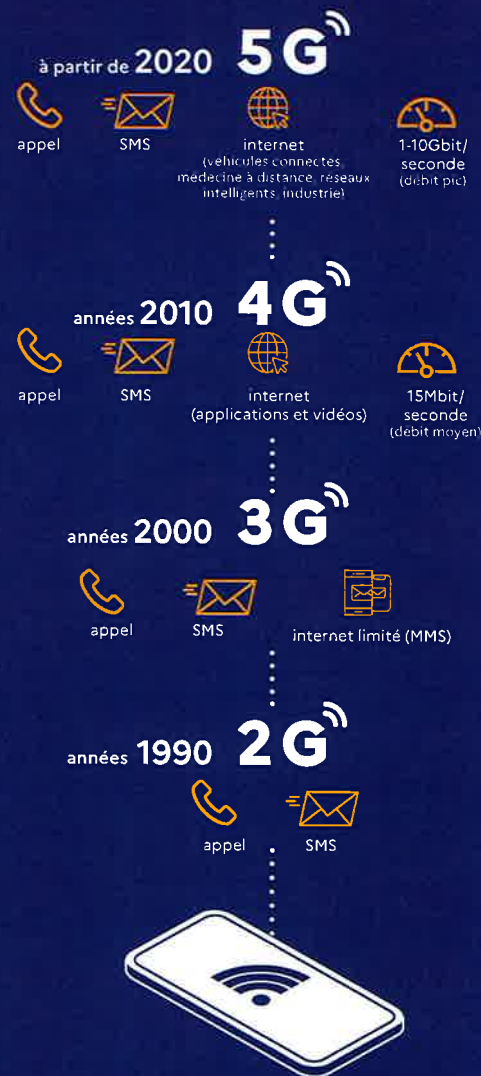 à partir de 2020 5G
appel
SMS
internet
(véhicules connectés,
médecine à distance, réseaux
intelligents, industrie)
1-10Gbit/
seconde
(débit pic)
années 2010 4G
appel
SMS
internet
(applications et vidéos)
15Mbit/
seconde
(débit moyen)
années 2000 3G
appel
SMS
internet limité (MMS)
années 1990 2G
appel
SMS